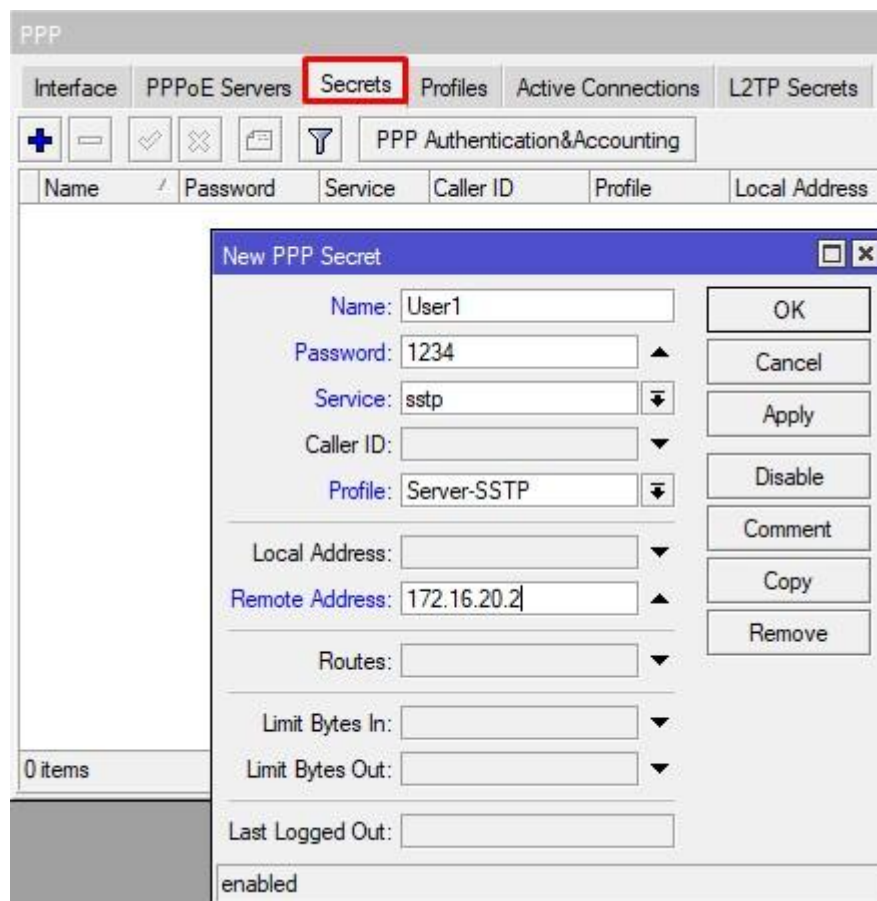 PPP
Interface PPPoE Servers Secrets Profiles Active Connections L2TP Secrets
PPP Authentication&Accounting
Name Password Service Caller ID Profile Local Address
New PPP Secret
Name: User1 OK
Password: 1234 Cancel
Service: sstp Apply
Caller ID:
Profile: Server-SSTP Disable
Comment
Local Address:
Copy
Remote Address: 172.16.20.2
Remove
Routes:
Limit Bytes In:
0 items Limit Bytes Out:
Last Logged Out:
enabled